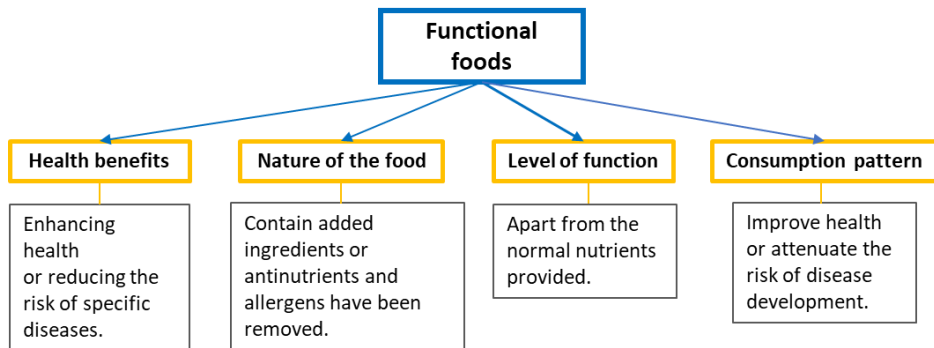 Functional
foods
Health benefits
Nature of the food
Level of function
Consumption pattern
Enhancing
health
or reducing the
risk of specific
diseases.
Contain added
ingredients or
antinutrients and
allergens have been
removed.
Apart from the
normal nutrients
provided.
Improve health
or attenuate the
risk of disease
development.